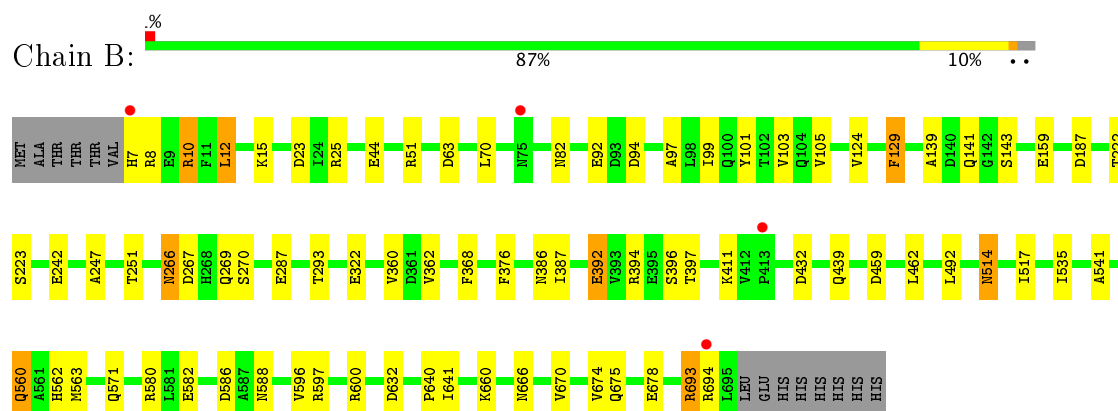 .%
Chain B:
87% 10% • •
MET ALA THR THR THR VAL H7 R8 E9 R10 F11 L12 K15 D23 I24 R25 E44 R51 D63 L70 N75 N82 E92 D93 D94 A97 L98 I99 Q100 V101 T102 V103 Q104 V105 V124 F129 A139 D140 Q141 G142 S143 E159 D187 T222
S223 E242 A247 T251 N266 D267 H268 Q269 S270 E287 T293 E322 V360 D361 V362 F368 F376 N386 I387 E392 V393 R394 E395 S396 T397 K411 V412 P413 D432 Q439 D459 L462 L492 N514 I517 I535 A541
Q560 A561 H562 M563 Q571 R580 L581 E582 D586 A587 N588 V596 R597 R600 D632 P640 I641 K660 N666 V670 V674 Q675 E678 R693 R694 L695 LEU GLU HIS HIS HIS HIS HIS HIS